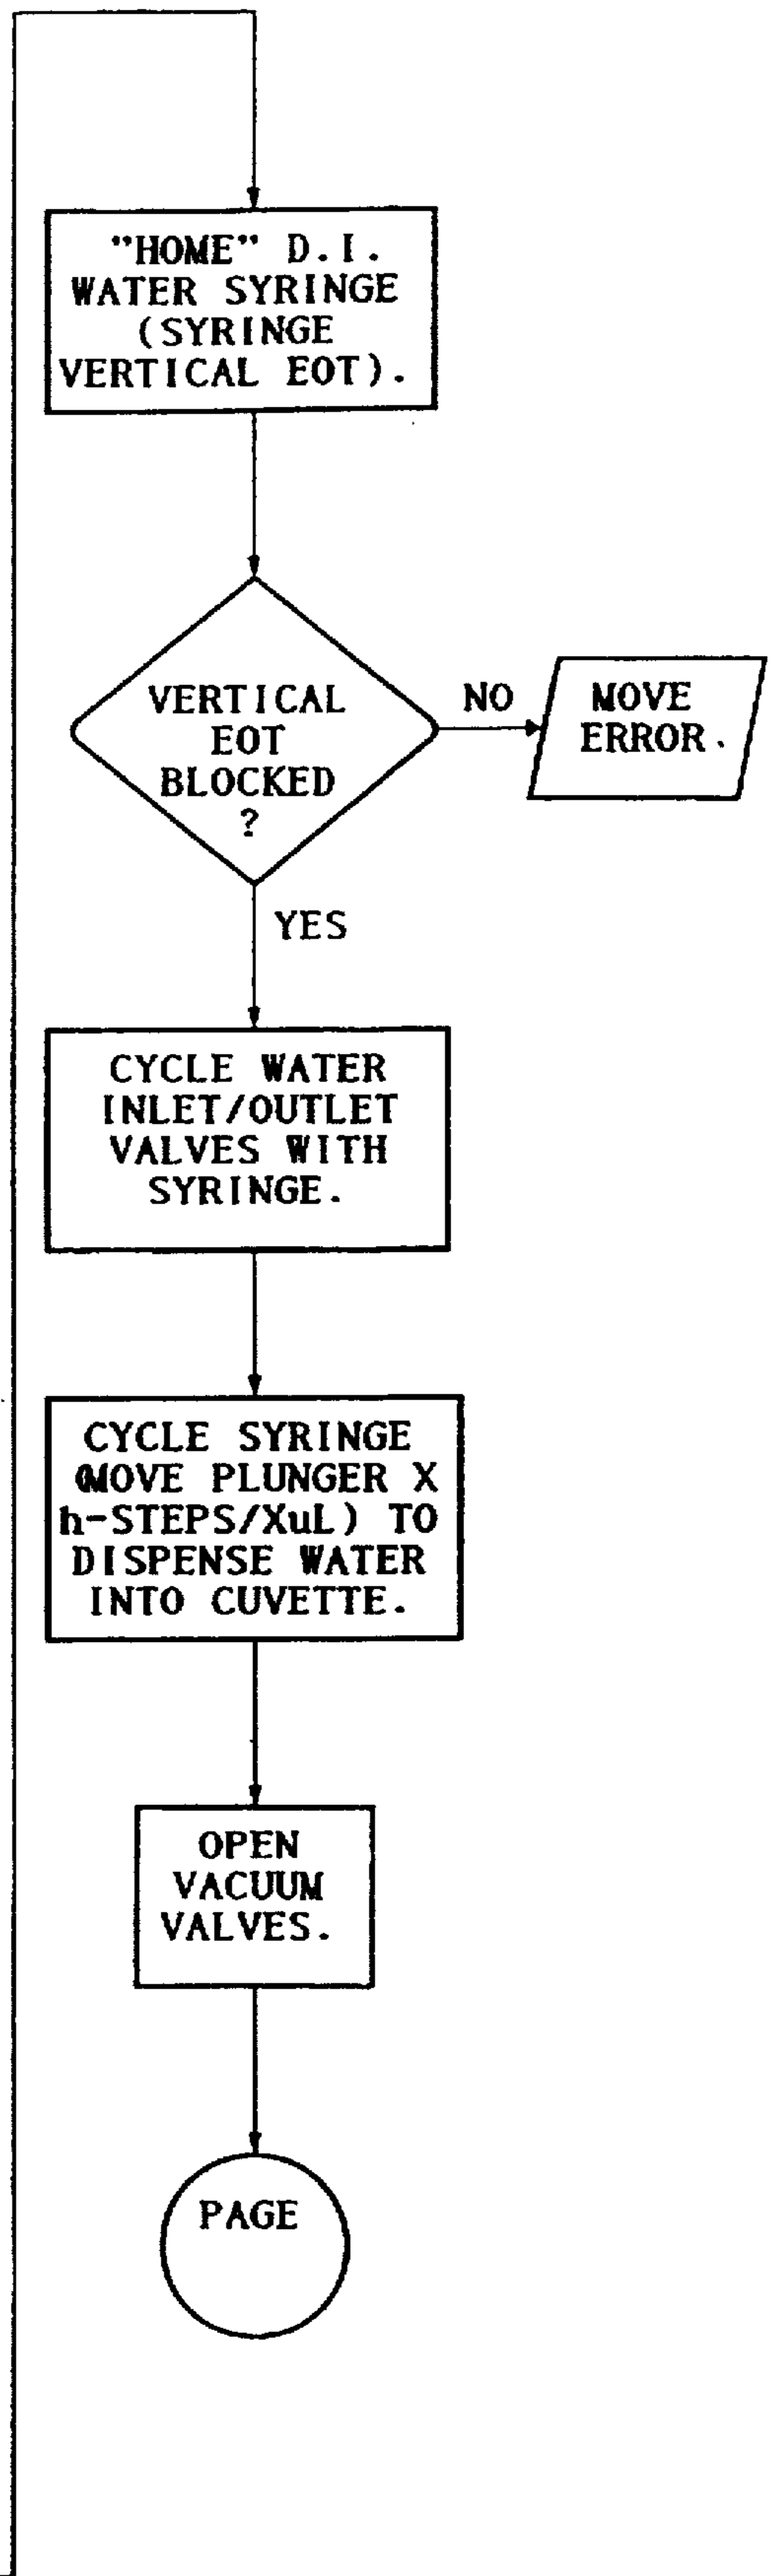 "HOME" D.I.
WATER SYRINGE
(SYRINGE
VERTICAL EOT).
VERTICAL
EOT
BLOCKED
?
NO
MOVE
ERROR.
YES
CYCLE WATER
INLET/OUTLET
VALVES WITH
SYRINGE.
CYCLE SYRINGE
(MOVE PLUNGER X
h-STEPS/XuL) TO
DISPENSE WATER
INTO CUVETTE.
OPEN
VACUUM
VALVES.
PAGE